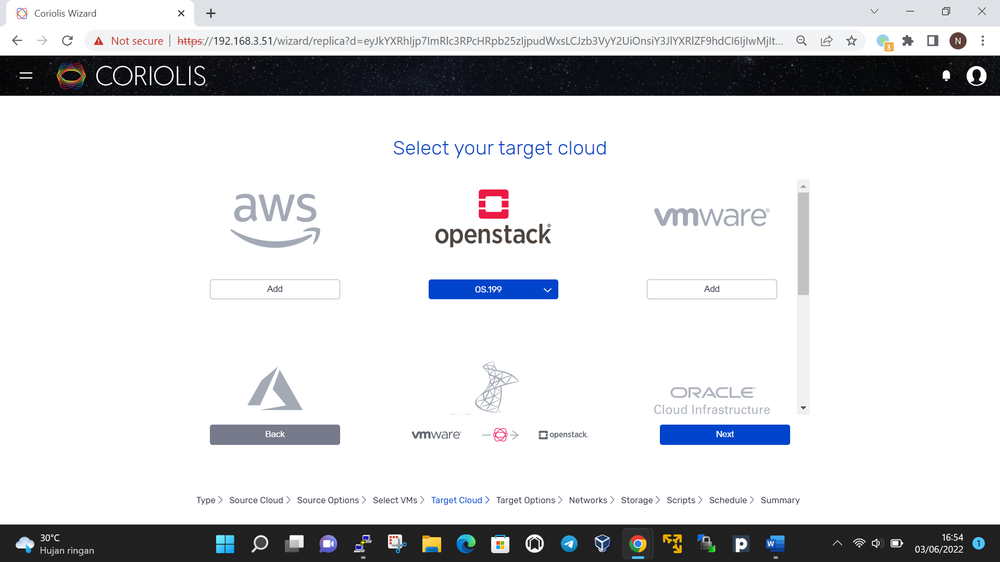 Coriolis Wizard
Not secure https://192.168.3.51/wizard/replica?d=eyJkYXRhIjp7ImRlc3RPcHRpb25zIjpudWxsLCJzb3VyY2UiOnsiY3JlYXRlZF9hdCI6IjIwMjIt...
3
N
CORIOLIS
Select your target cloud
aws
openstack®
vmware®
Add
OS.199
Add
ORACLE®
Cloud Infrastructure
Back
vmware®
openstack.
Next
Type
Source Cloud
Source Options
Select VMs
Target Cloud
Target Options
Networks
Storage
Scripts
Schedule
Summary
30°C
Hujan ringan
16:54
03/06/2022
1